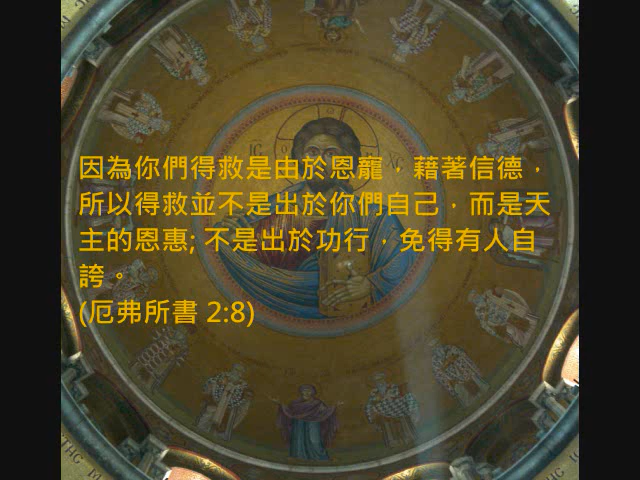 因為你們得救是由於恩寵，藉著信德，
所以得救並不是出於你們自己，而是天
主的恩惠; 不是出於功行，免得有人自
誇。
(厄弗所書 2:8)